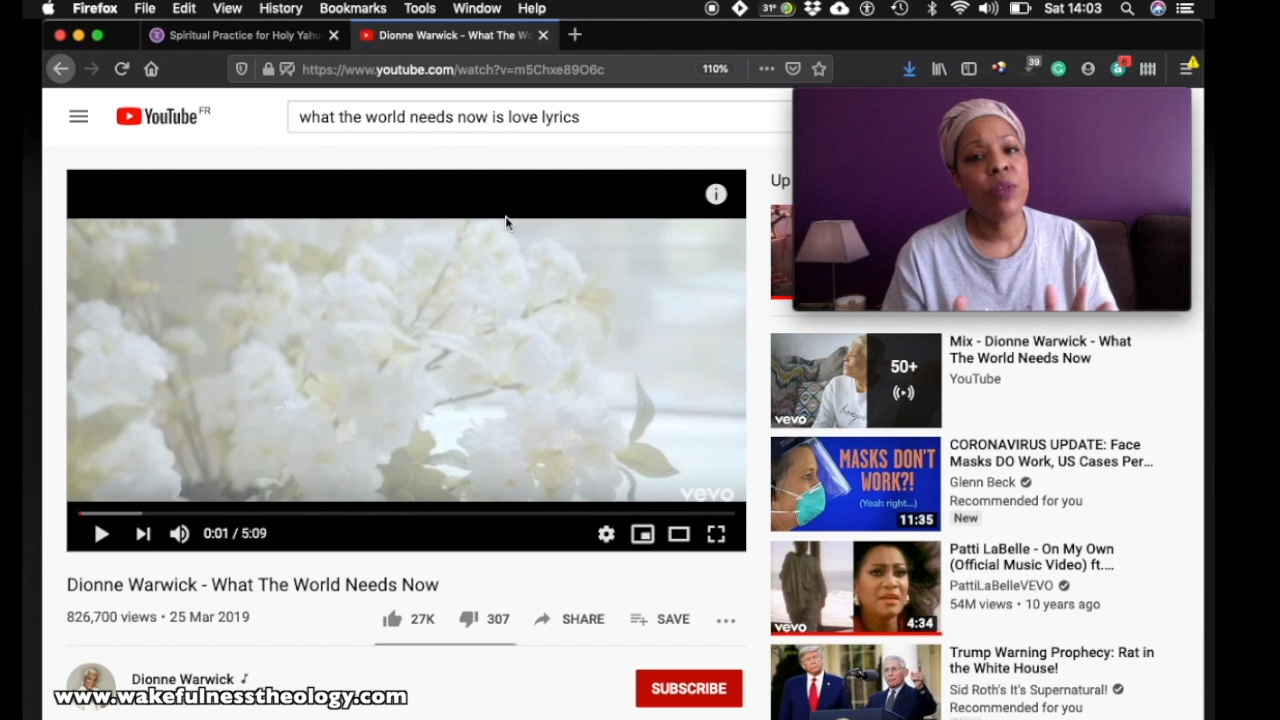 Firefox File Edit View History Bookmarks Tools Window Help 31° Sat 14:03
Spiritual Practice for Holy Yahu
Dionne Warwick - What The W
https://www.youtube.com/watch?v=m5Chxe89O6c 110%
39
6
YouTube FR
what the world needs now is love lyrics
Up
vevo
0:01 / 5:09
Dionne Warwick - What The World Needs Now
826,700 views • 25 Mar 2019
27K 307 SHARE SAVE
Dionne Warwick
SUBSCRIBE
www.wakefulnesstheology.com
50+
vevo
Mix - Dionne Warwick - What
The World Needs Now
YouTube
MASKS DON'T
WORK?!
(Yeah right...)
11:35
CORONAVIRUS UPDATE: Face
Masks DO Work, US Cases Per...
Glenn Beck
Recommended for you
New
vevo
4:34
Patti LaBelle - On My Own
(Official Music Video) ft....
PattiLaBelleVEVO
54M views • 10 years ago
Trump Warning Prophecy: Rat in
the White House!
Sid Roth's It's Supernatural!
Recommended for you